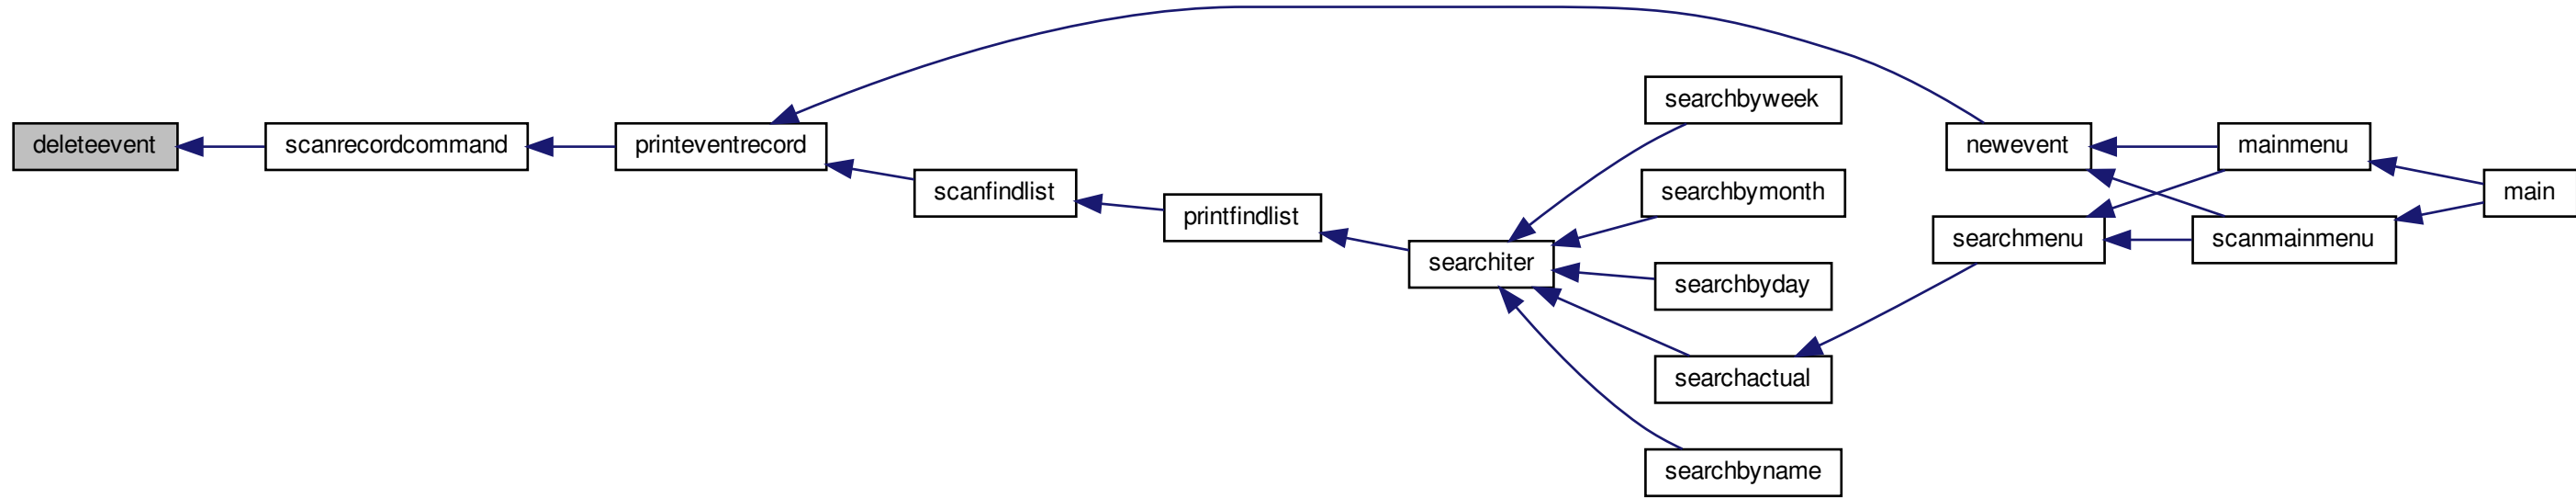 deleteevent
scanrecordcommand
printeventrecord
scanfindlist
printfindlist
searchiter
searchbyweek
searchbymonth
searchbyday
searchactual
searchbyname
newevent
searchmenu
mainmenu
scanmainmenu
main